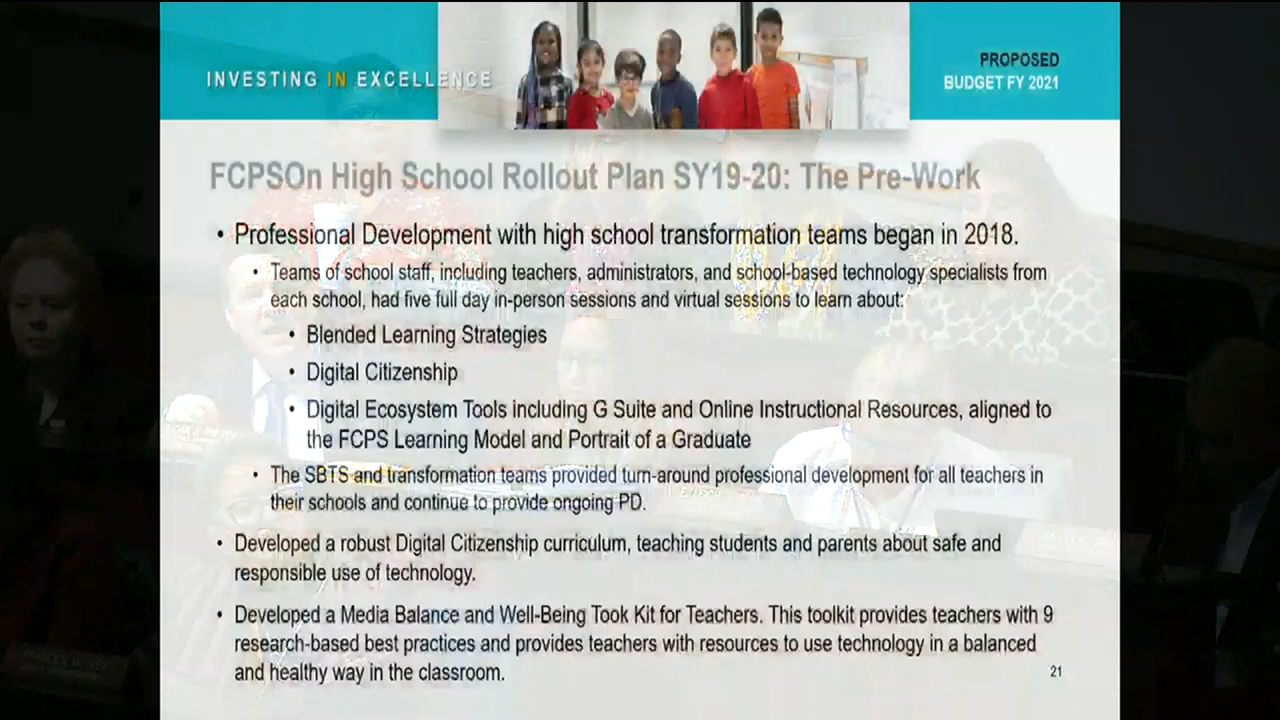 INVESTING IN EXCELLENCE
PROPOSED
BUDGET FY 2021
FCPSOn High School Rollout Plan SY19-20: The Pre-Work
• Professional Development with high school transformation teams began in 2018.
• Teams of school staff, including teachers, administrators, and school-based technology specialists from
each school, had five full day in-person sessions and virtual sessions to learn about:
• Blended Learning Strategies
• Digital Citizenship
• Digital Ecosystem Tools including G Suite and Online Instructional Resources, aligned to
the FCPS Learning Model and Portrait of a Graduate
• The SBTS and transformation teams provided turn-around professional development for all teachers in
their schools and continue to provide ongoing PD.
• Developed a robust Digital Citizenship curriculum, teaching students and parents about safe and
responsible use of technology.
• Developed a Media Balance and Well-Being Took Kit for Teachers. This toolkit provides teachers with 9
research-based best practices and provides teachers with resources to use technology in a balanced
and healthy way in the classroom.
21